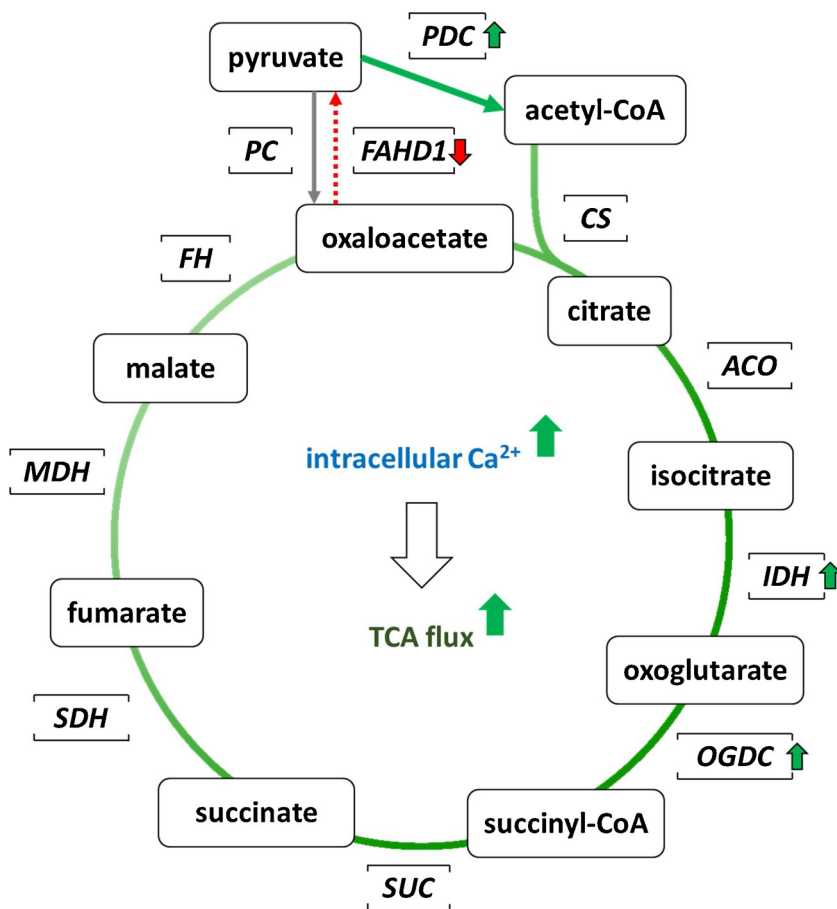 PDC
pyruvate
acetyl-CoA
PC
FAHD1
CS
oxaloacetate
FH
citrate
malate
ACO
intracellular Ca²⁺
MDH
isocitrate
IDH
fumarate
TCA flux
oxoglutarate
SDH
OGDC
succinate
succinyl-CoA
SUC